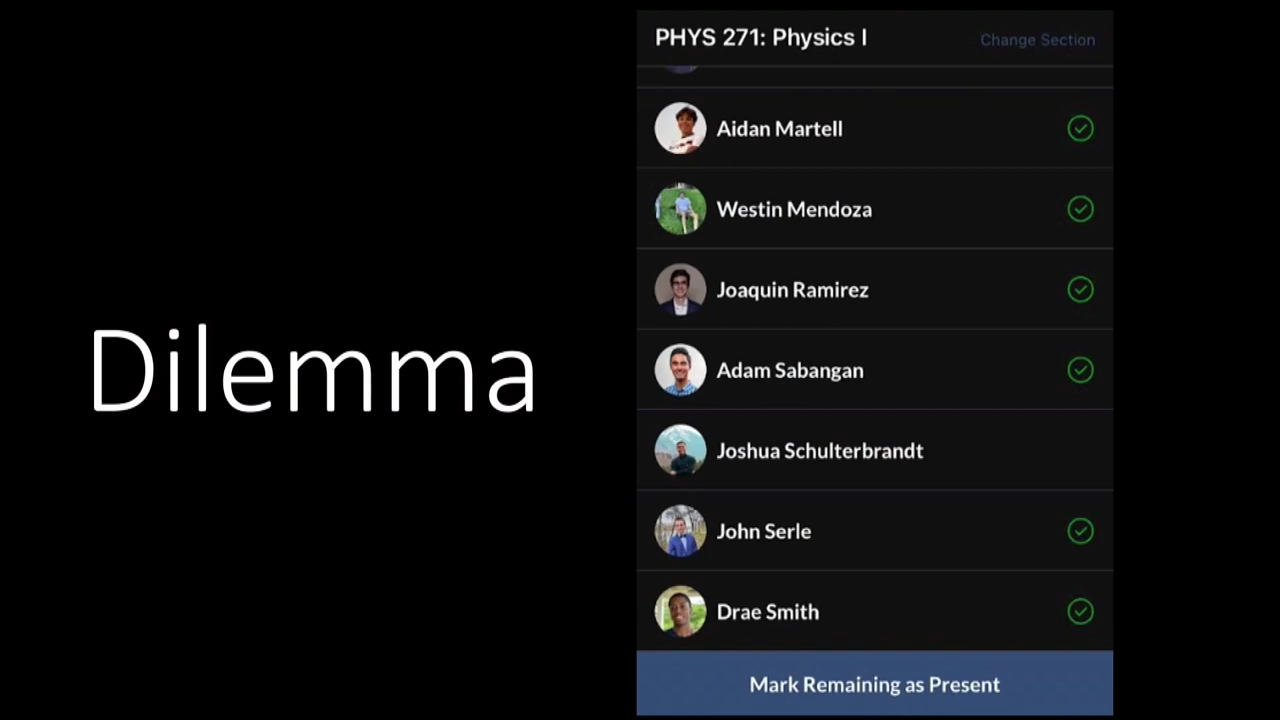 Dilemma
PHYS 271: Physics I
Change Section
Aidan Martell
Westin Mendoza
Joaquin Ramirez
Adam Sabangan
Joshua Schulterbrandt
John Serle
Drae Smith
Mark Remaining as Present